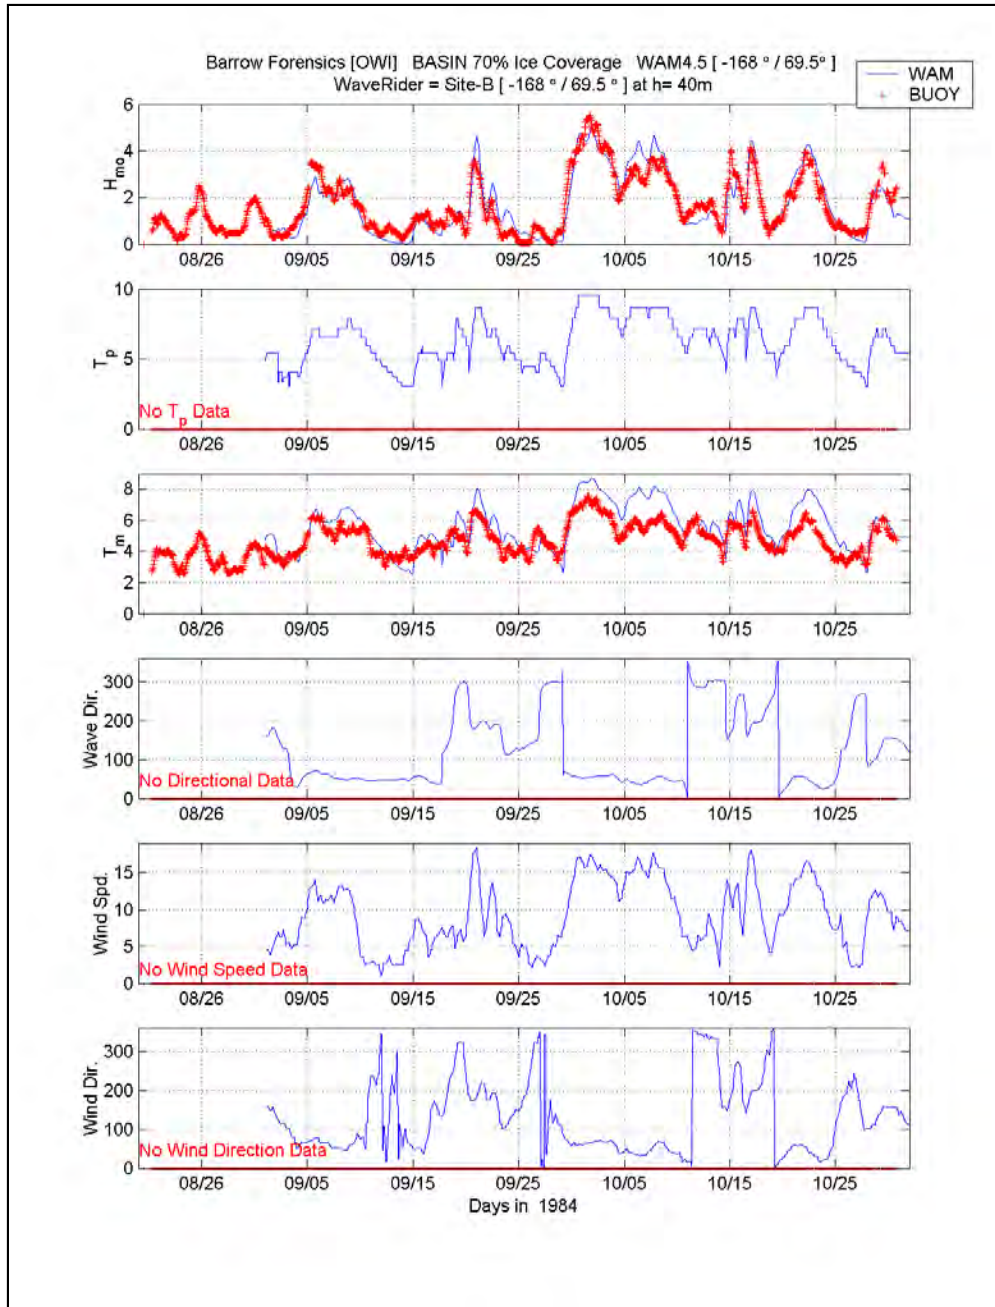 Barrow Forensics [OWI] BASIN 70% Ice Coverage WAM4.5 [ -168 ° / 69.5° ]
WaveRider = Site-B [ -168 ° / 69.5 ° ] at h= 40m
WAM
BUOY
6
4
2
0
Hmo
08/26 09/05 09/15 09/25 10/05 10/15 10/25
10
5
0
Tp
No Tp Data
08/26 09/05 09/15 09/25 10/05 10/15 10/25
8
6
4
2
0
Tm
08/26 09/05 09/15 09/25 10/05 10/15 10/25
300
200
100
0
Wave Dir.
No Directional Data
08/26 09/05 09/15 09/25 10/05 10/15 10/25
15
10
5
0
Wind Spd.
No Wind Speed Data
08/26 09/05 09/15 09/25 10/05 10/15 10/25
300
200
100
0
Wind Dir.
No Wind Direction Data
08/26 09/05 09/15 09/25 10/05 10/15 10/25
Days in 1984